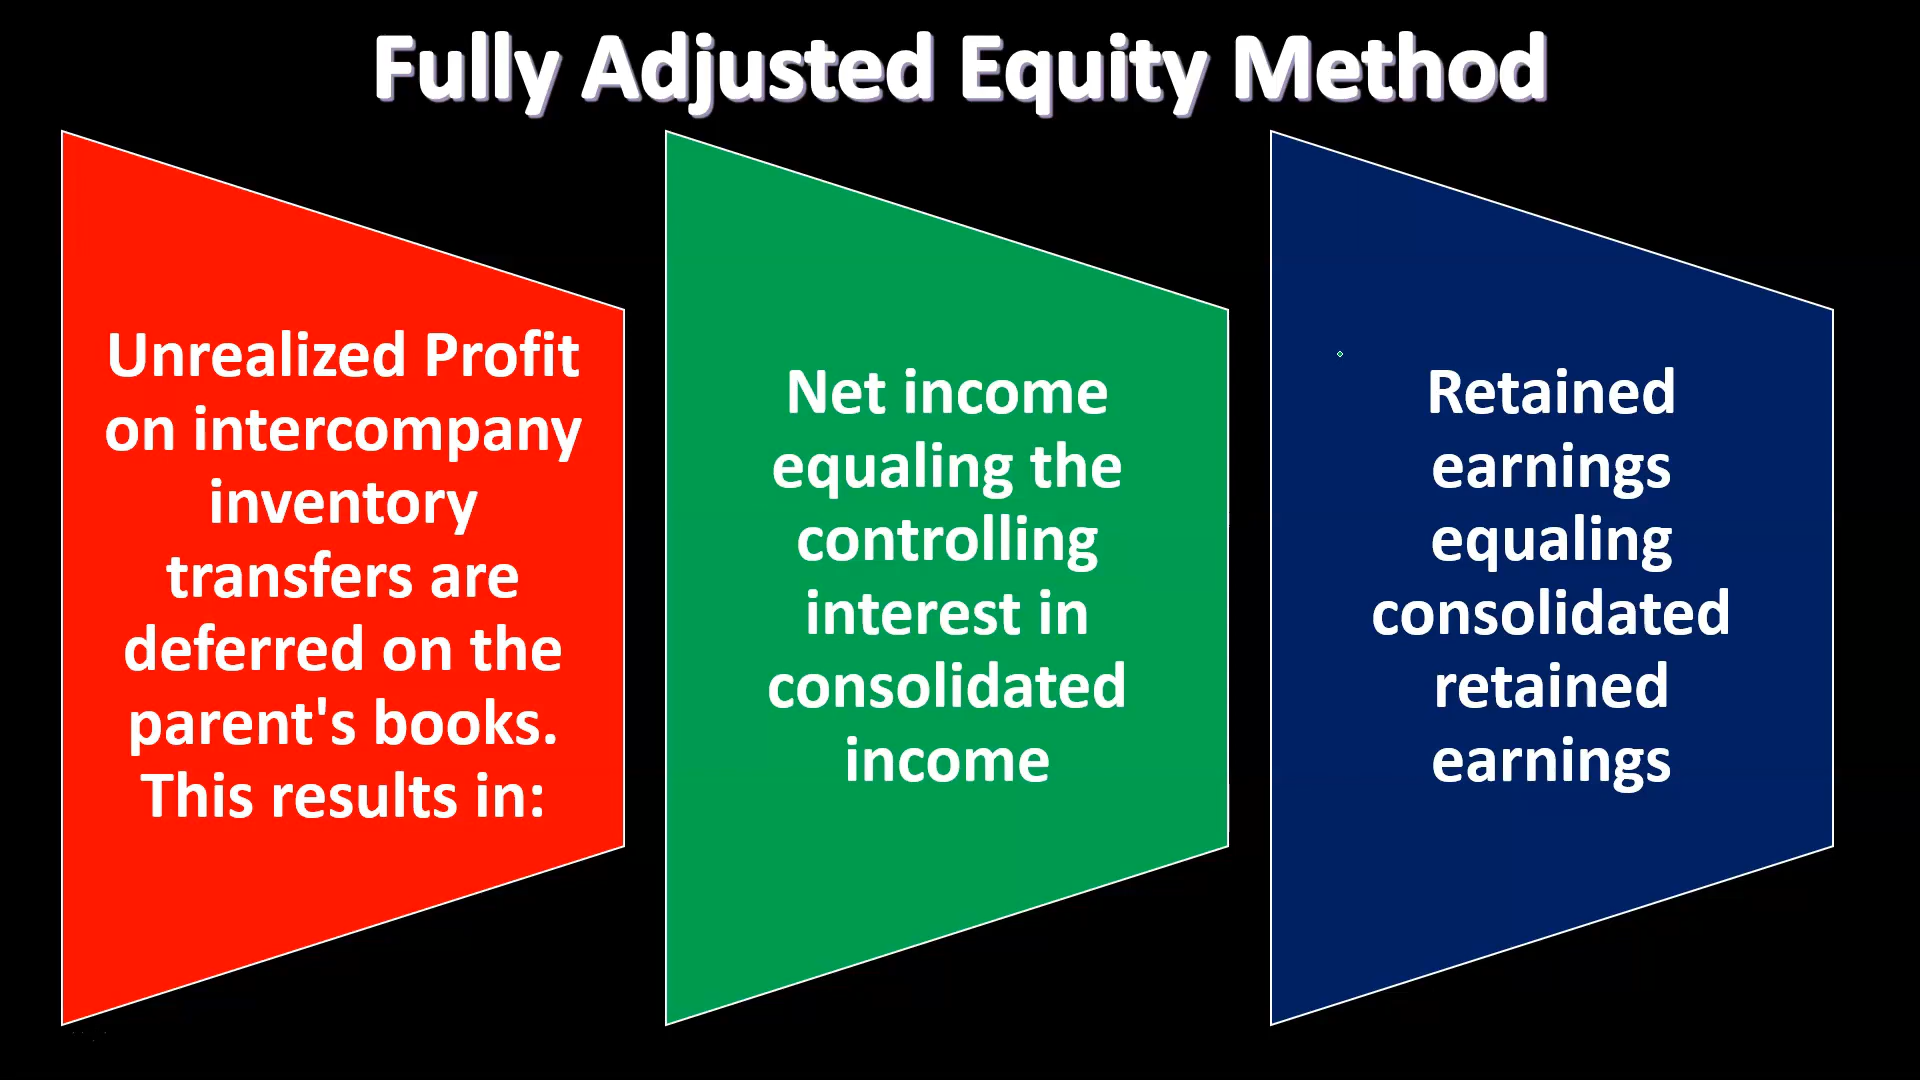 Fully Adjusted Equity Method
Unrealized Profit
on intercompany
inventory
transfers are
deferred on the
parent's books.
This results in:
Net income
equaling the
controlling
interest in
consolidated
income
Retained
earnings
equaling
consolidated
retained
earnings